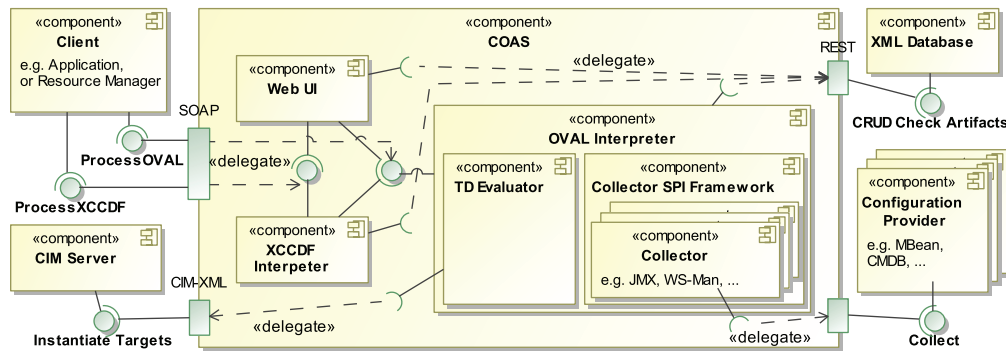 «component»
Client
e.g. Application,
or Resource Manager
SOAP
ProcessOVAL
ProcessXCCDF
«component»
CIM Server
CIM-XML
Instantiate Targets
«component»
COAS
«component»
Web UI
«delegate»
«delegate»
«component»
XCCDF
Interpeter
«delegate»
«component»
OVAL Interpreter
«component»
TD Evaluator
«component»
Collector SPI Framework
«component»
Collector
e.g. JMX, WS-Man, ...
«delegate»
REST
«component»
XML Database
CRUD Check Artifacts
«component»
Configuration
Provider
e.g. MBean,
CMDB, ...
Collect